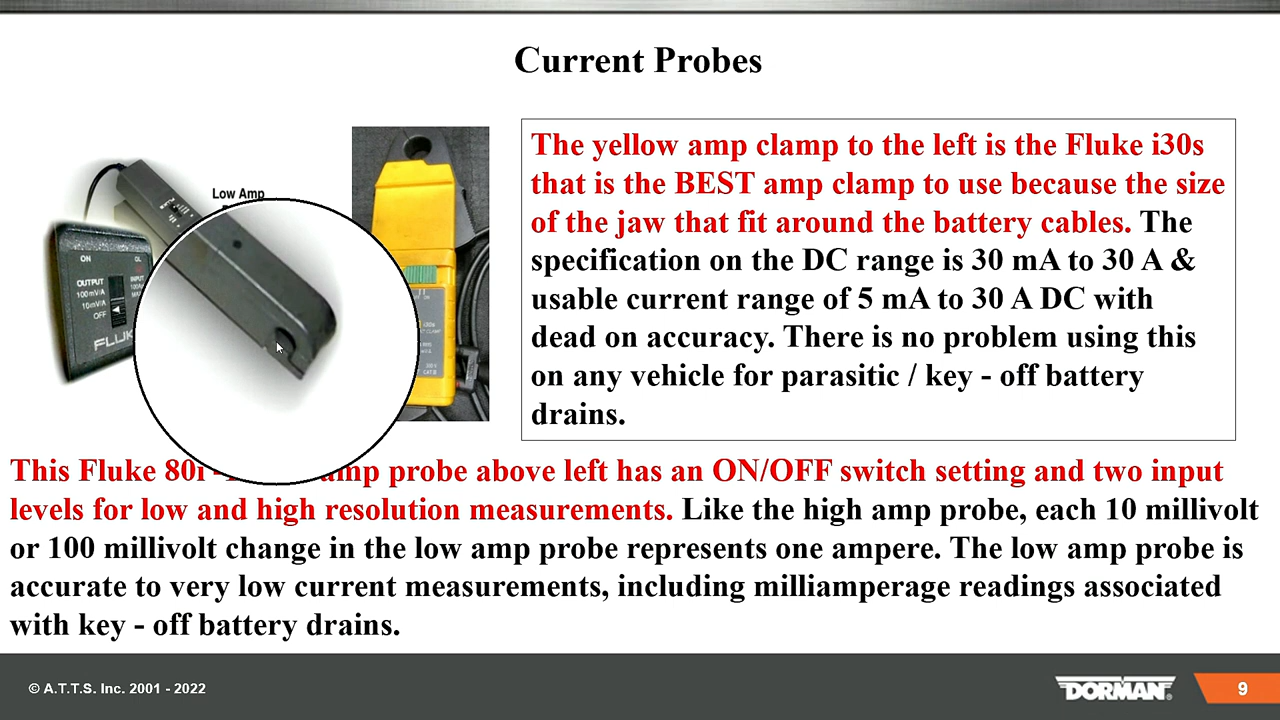 Current Probes
Low Amp
The yellow amp clamp to the left is the Fluke i30s
that is the BEST amp clamp to use because the size
of the jaw that fit around the battery cables. The
specification on the DC range is 30 mA to 30 A &
usable current range of 5 mA to 30 A DC with
dead on accuracy. There is no problem using this
on any vehicle for parasitic / key - off battery
drains.
ON OL
OUTPUT INPUT
100mV/A
10mV/A
OFF
FLUK
i30s
This Fluke 80i amp probe above left has an ON/OFF switch setting and two input
levels for low and high resolution measurements. Like the high amp probe, each 10 millivolt
or 100 millivolt change in the low amp probe represents one ampere. The low amp probe is
accurate to very low current measurements, including milliamperage readings associated
with key - off battery drains.
© A.T.T.S. Inc. 2001 - 2022
DORMAN
9